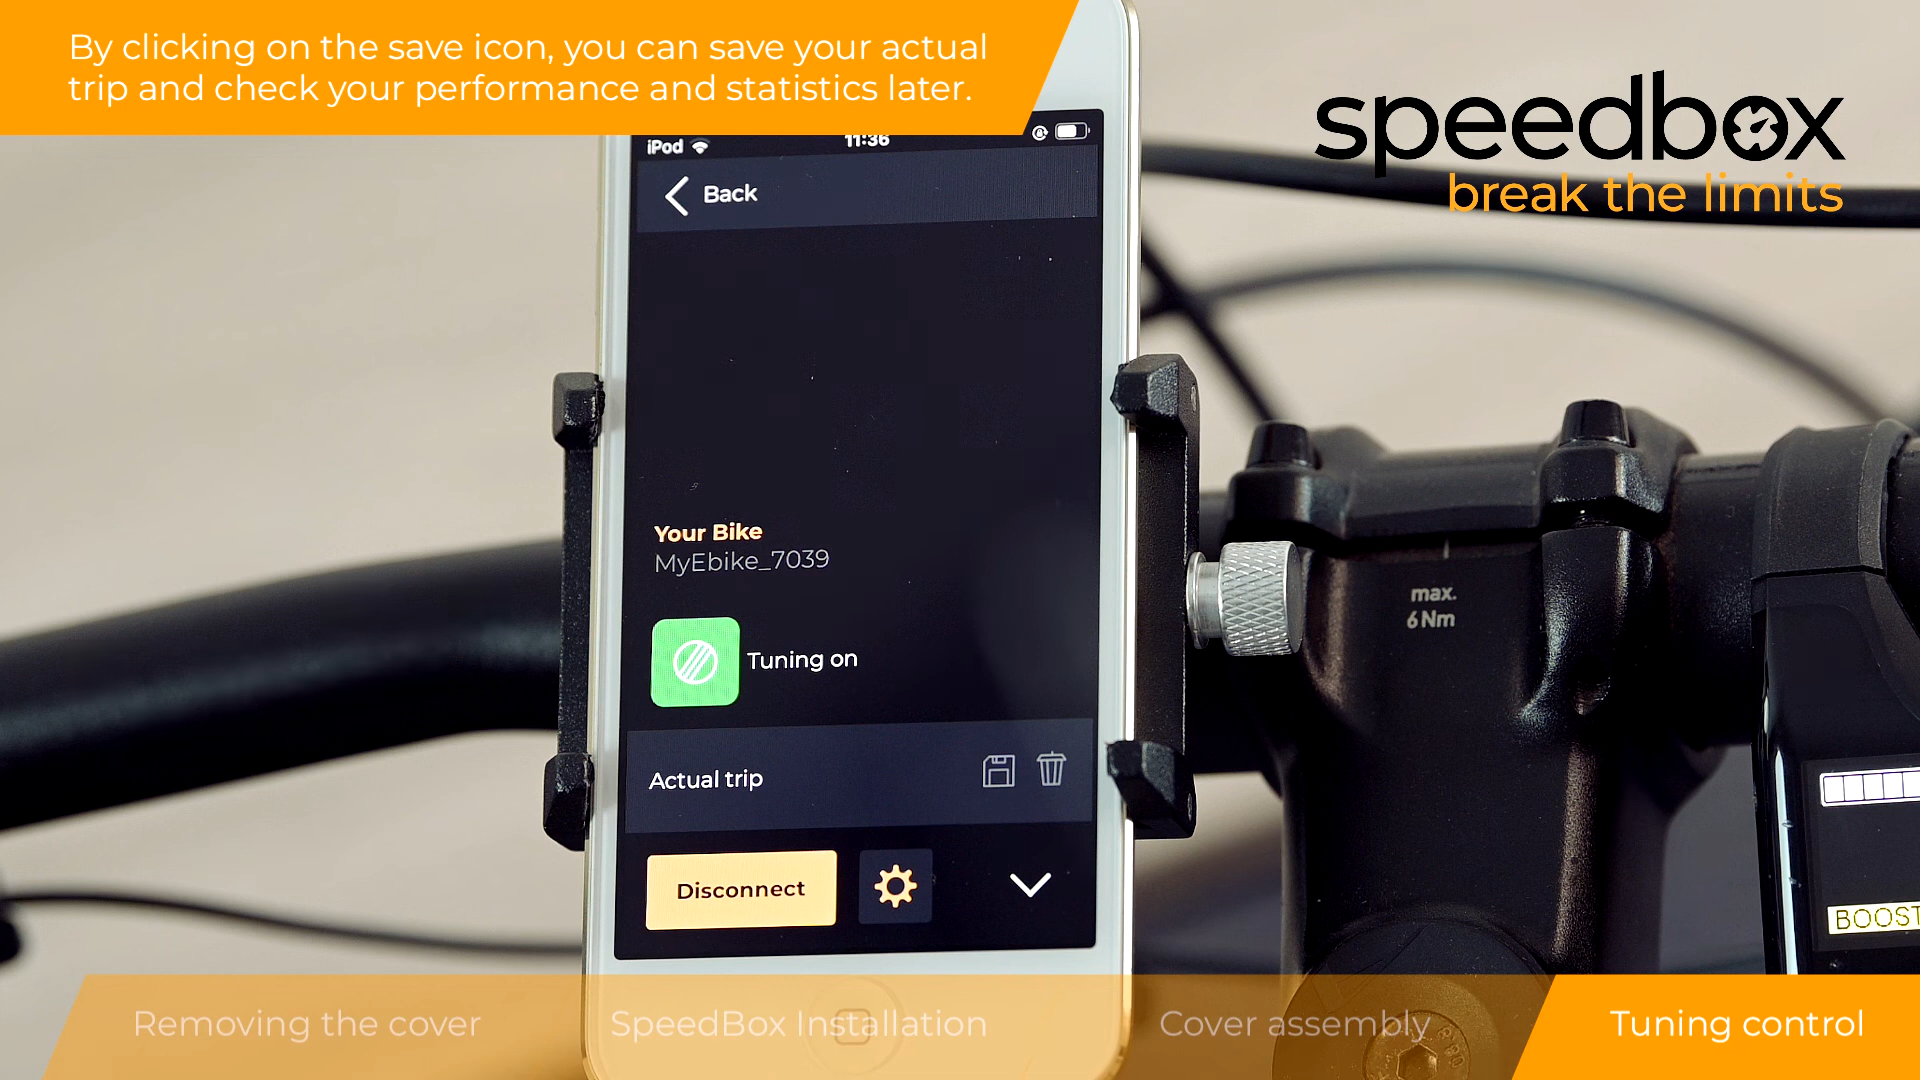 By clicking on the save icon, you can save your actual
trip and check your performance and statistics later.
speedbox
break the limits
iPod
11:36
Back
Your Bike
MyEbike_7039
Tuning on
Actual trip
Disconnect
max.
6 Nm
BOOST
Removing the cover
SpeedBox Installation
Cover assembly
Tuning control